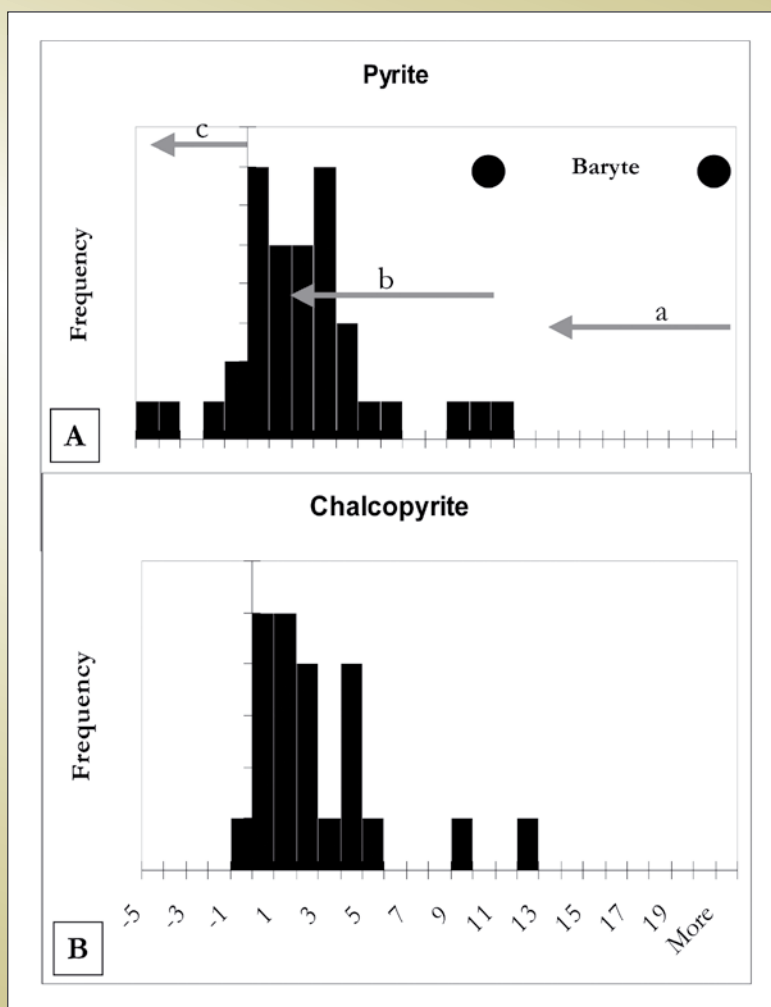 Pyrite
c
Baryte
b
a
Frequency
A
Chalcopyrite
Frequency
-5
-3
-1
1
3
5
7
9
11
13
15
17
19
More
B